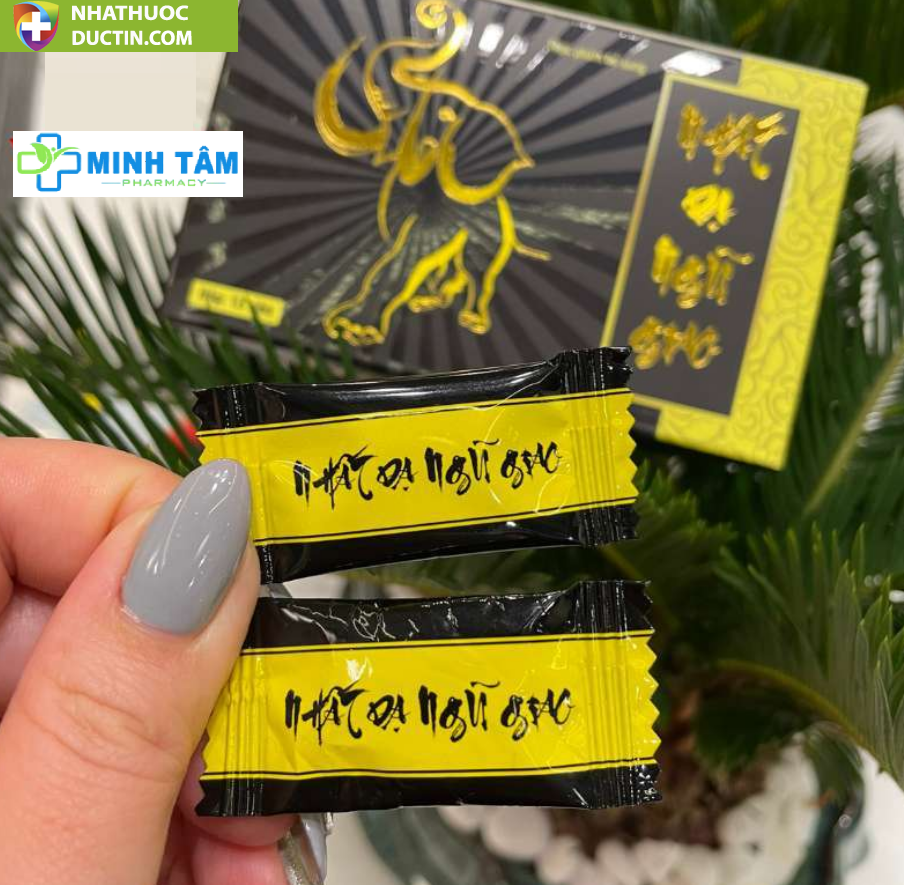 NHATHUOC
DUCTIN.COM
MINH TÂM
PHARMACY
NHẤT
DẠ
NGŨ
GIAO
NHẤT DẠ NGŨ GIAO
NHẤT DẠ NGŨ GIAO